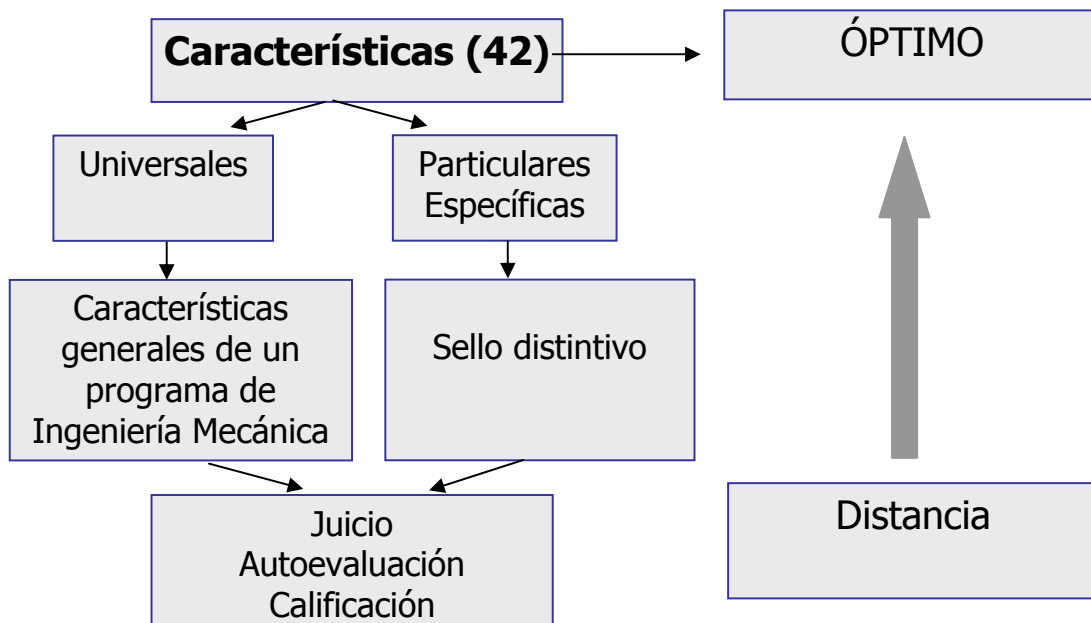 Características (42)
ÓPTIMO
Universales
Particulares
Específicas
Características
generales de un
programa de
Ingeniería Mecánica
Sello distintivo
Juicio
Autoevaluación
Calificación
Distancia